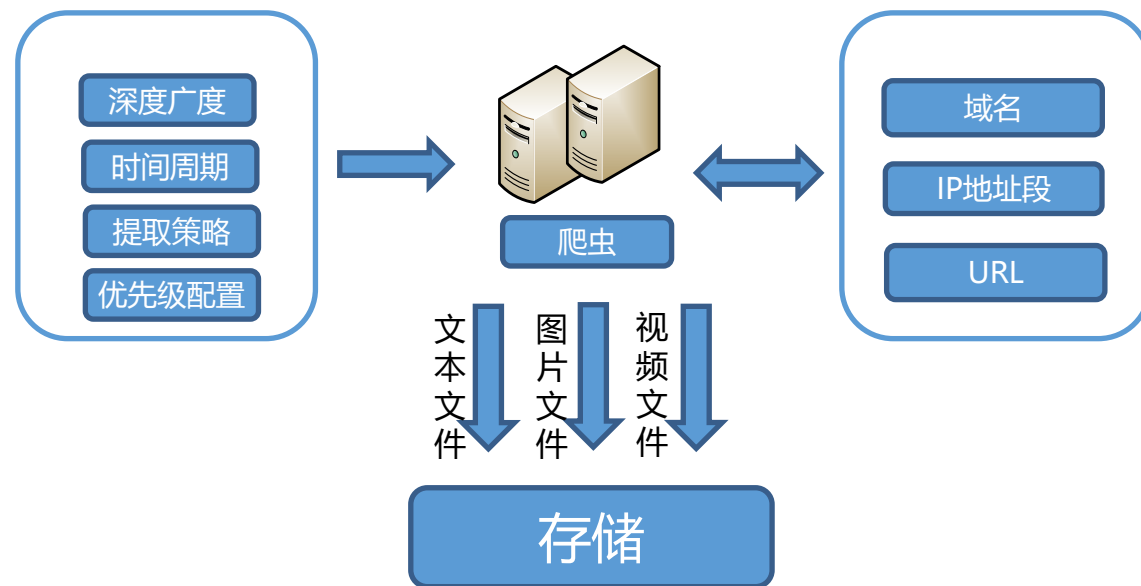 深度广度
时间周期
提取策略
优先级配置
爬虫
域名
IP地址段
URL
文本文件
图片文件
视频文件
存储